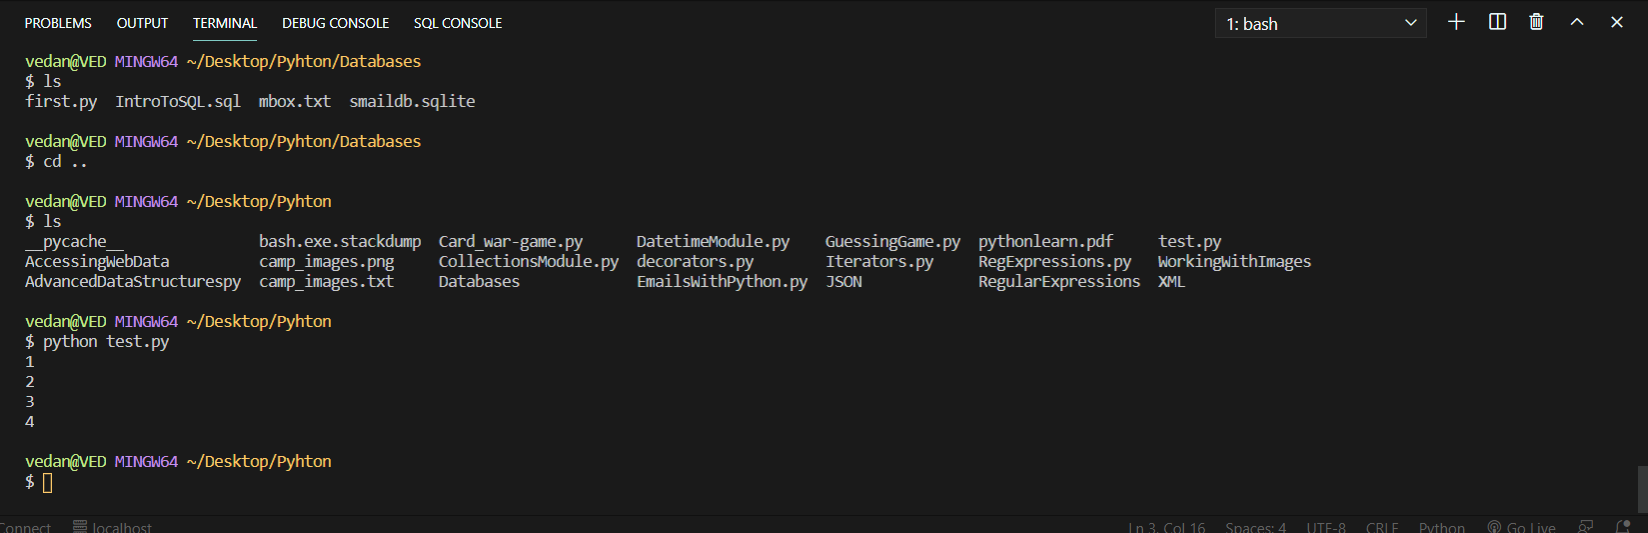 PROBLEMS OUTPUT TERMINAL DEBUG CONSOLE SQL CONSOLE 1: bash
vedan@VED MINGW64 ~/Desktop/Pyhton/Databases
$ ls
first.py IntroToSQL.sql mbox.txt smaildb.sqlite
vedan@VED MINGW64 ~/Desktop/Pyhton/Databases
$ cd ..
vedan@VED MINGW64 ~/Desktop/Pyhton
$ ls
__pycache__ bash.exe.stackdump Card_war-game.py DatetimeModule.py GuessingGame.py pythonlearn.pdf test.py
AccessingWebData camp_images.png CollectionsModule.py decorators.py Iterators.py RegExpressions.py WorkingWithImages
AdvancedDataStructurespy camp_images.txt Databases EmailsWithPython.py JSON RegularExpressions XML
vedan@VED MINGW64 ~/Desktop/Pyhton
$ python test.py
1
2
3
4
vedan@VED MINGW64 ~/Desktop/Pyhton
$
Connect localhost Ln 3, Col 16 Spaces: 4 UTF-8 CRLF Python Go Live